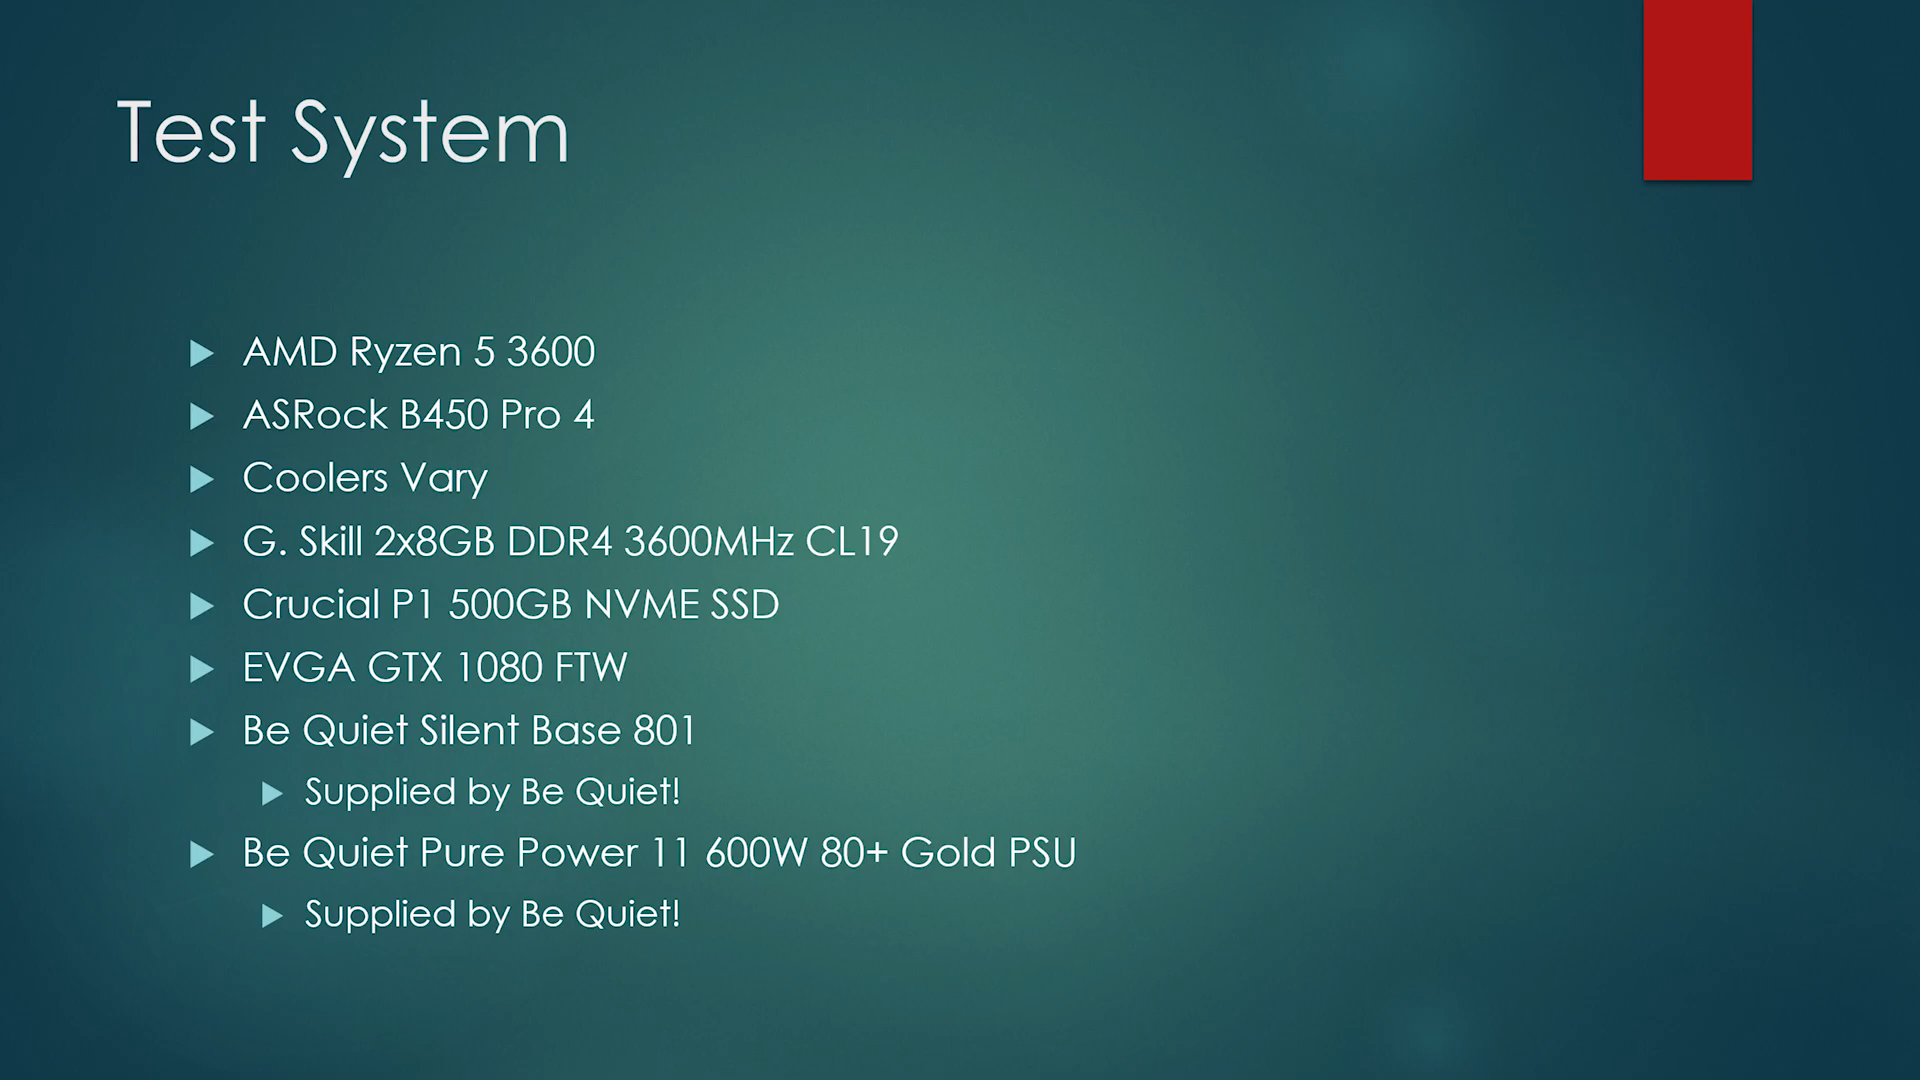 Test System
AMD Ryzen 5 3600
ASRock B450 Pro 4
Coolers Vary
G. Skill 2x8GB DDR4 3600MHz CL19
Crucial P1 500GB NVME SSD
EVGA GTX 1080 FTW
Be Quiet Silent Base 801
Supplied by Be Quiet!
Be Quiet Pure Power 11 600W 80+ Gold PSU
Supplied by Be Quiet!